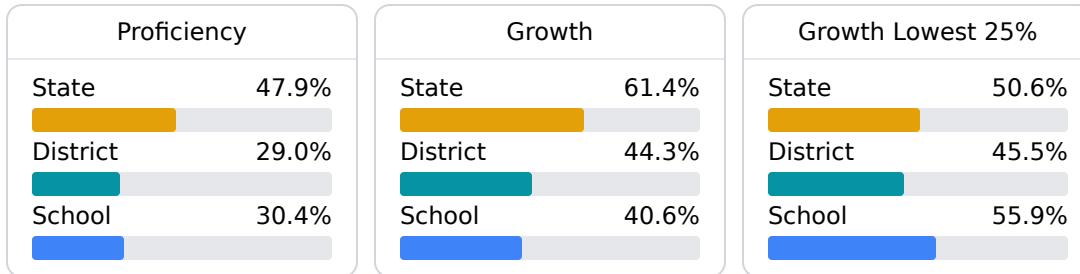 Proficiency
State 47.9%
District 29.0%
School 30.4%
Growth
State 61.4%
District 44.3%
School 40.6%
Growth Lowest 25%
State 50.6%
District 45.5%
School 55.9%